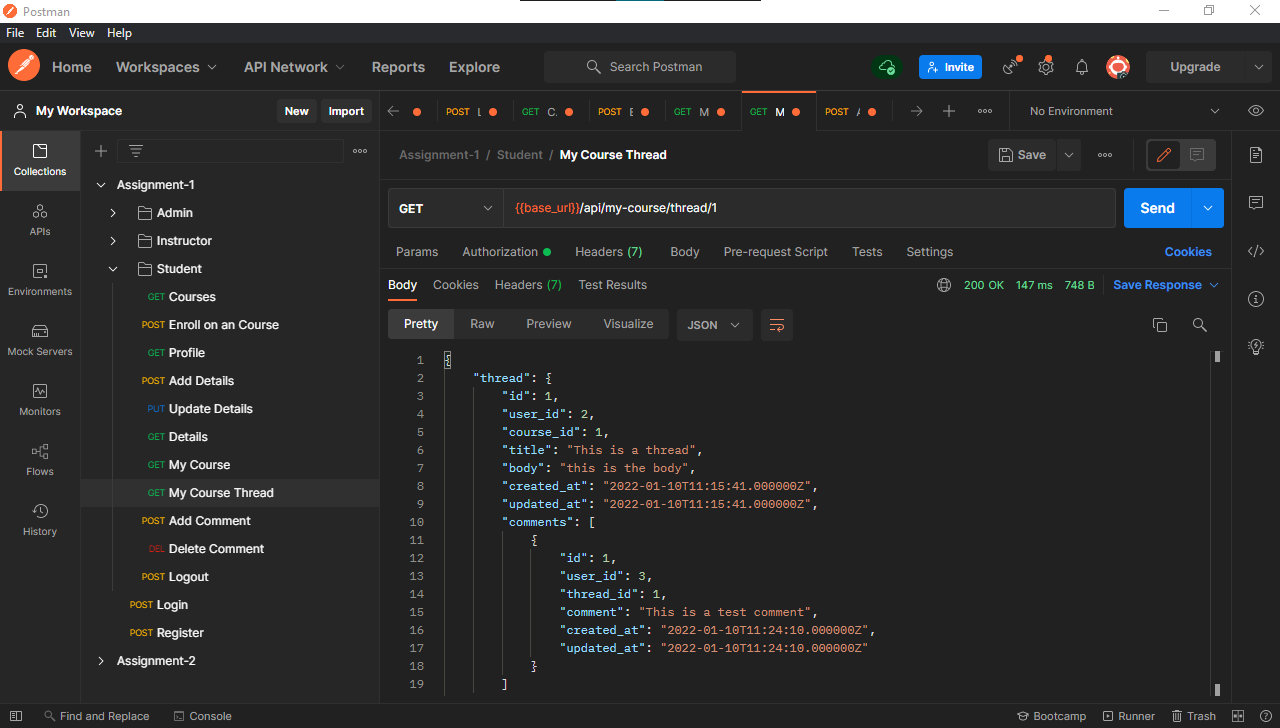 Postman
File Edit View Help
Home Workspaces API Network Reports Explore Search Postman Invite Upgrade
My Workspace New Import POST L GET C. POST E GET M GET M POST No Environment
Collections
APIs
Environments
Mock Servers
Monitors
Flows
History
Assignment-1
Admin
Instructor
Student
GET Courses
POST Enroll on an Course
GET Profile
POST Add Details
PUT Update Details
GET Details
GET My Course
GET My Course Thread
POST Add Comment
DEL Delete Comment
POST Logout
POST Login
POST Register
Assignment-2
Assignment-1 / Student / My Course Thread Save
GET {{base_url}}/api/my-course/thread/1 Send
Params Authorization Headers (7) Body Pre-request Script Tests Settings Cookies
Body Cookies Headers (7) Test Results 200 OK 147 ms 748 B Save Response
Pretty Raw Preview Visualize JSON
1 {
2 "thread": {
3 "id": 1,
4 "user_id": 2,
5 "course_id": 1,
6 "title": "This is a thread",
7 "body": "this is the body",
8 "created_at": "2022-01-10T11:15:41.000000Z",
9 "updated_at": "2022-01-10T11:15:41.000000Z",
10 "comments": [
11 {
12 "id": 1,
13 "user_id": 3,
14 "thread_id": 1,
15 "comment": "This is a test comment",
16 "created_at": "2022-01-10T11:24:10.000000Z",
17 "updated_at": "2022-01-10T11:24:10.000000Z"
18 }
19 ]
Find and Replace Console Bootcamp Runner Trash